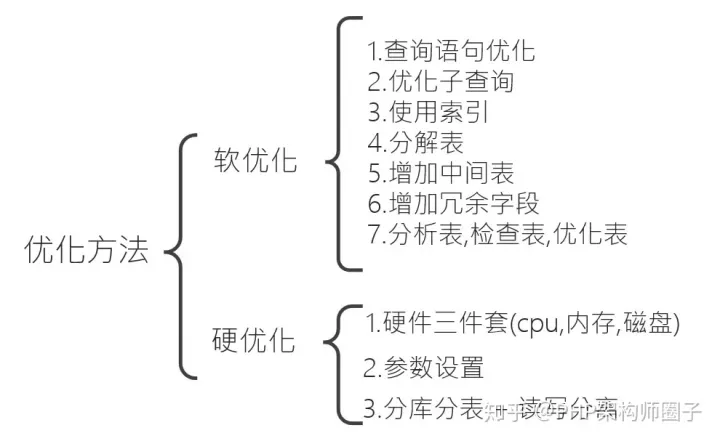 优化方法
软优化
1.查询语句优化
2.优化子查询
3.使用索引
4.分解表
5.增加中间表
6.增加冗余字段
7.分析表,检查表,优化表
硬优化
1.硬件三件套(cpu,内存,磁盘)
2.参数设置
3.分库分表 + 读写分离
知乎 @PHP架构师圈子